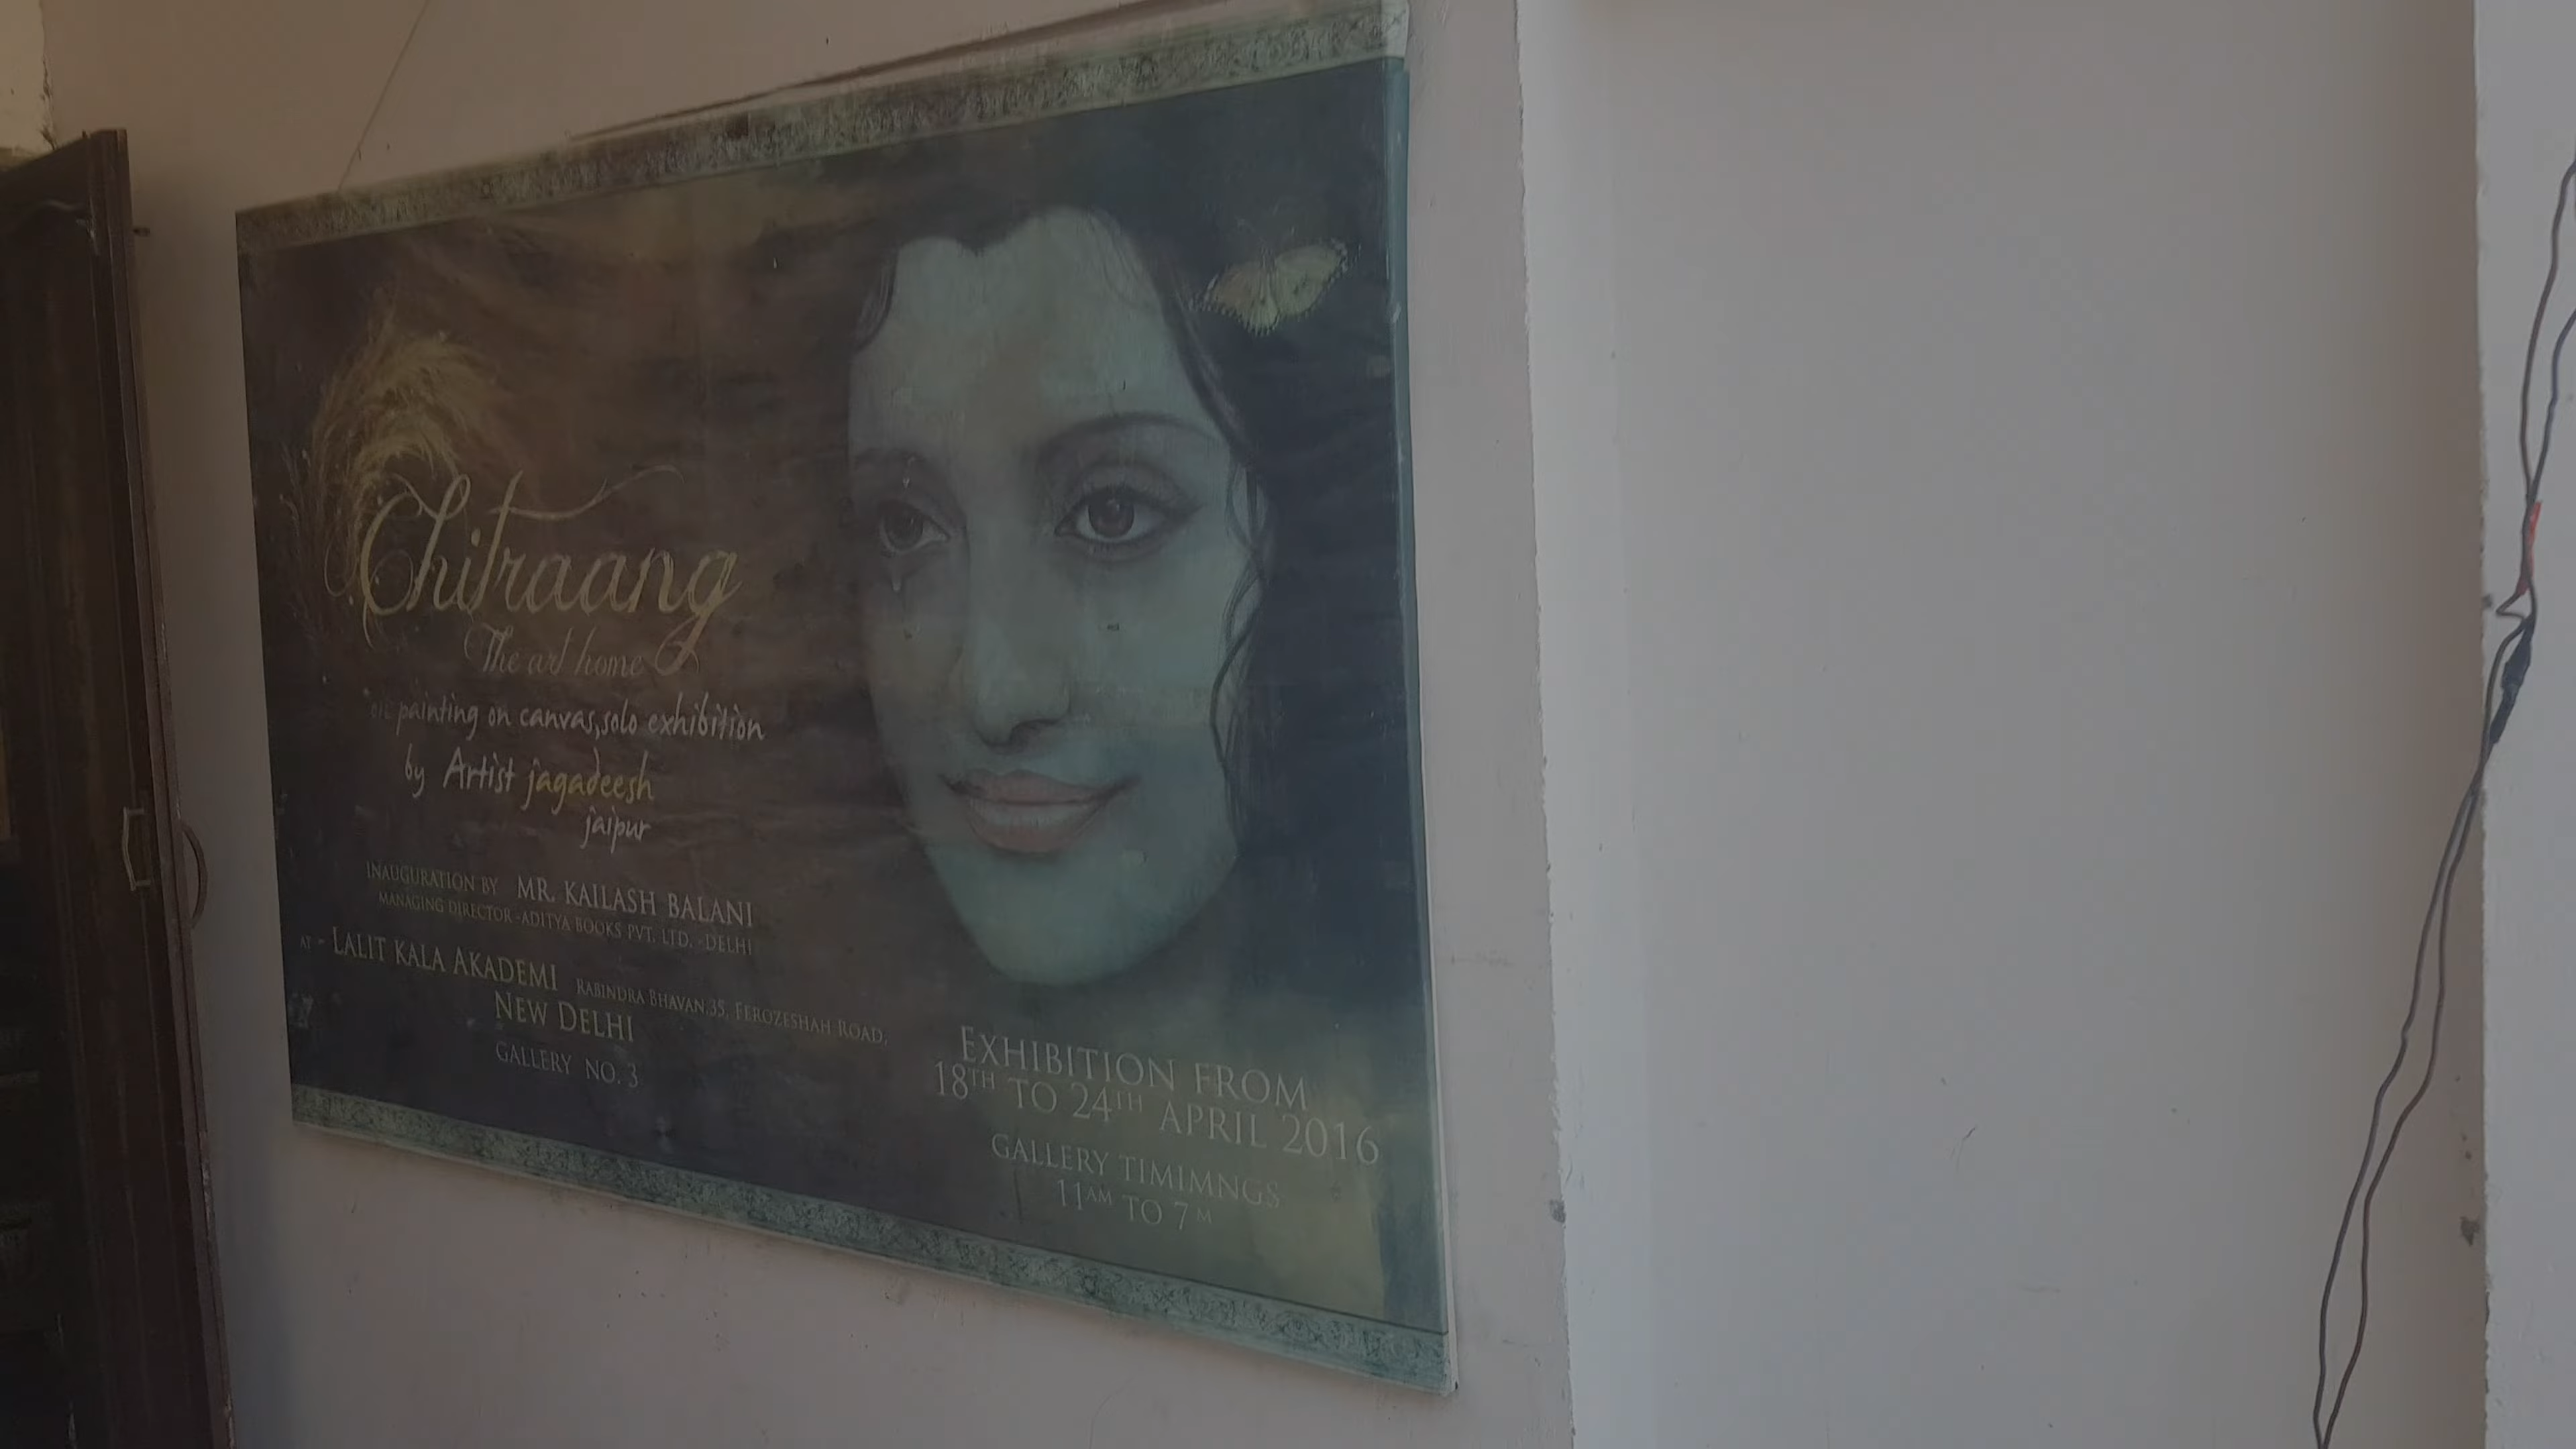 Chitraang
The art home
oil painting on canvas,solo exhibition
by Artist jagadeesh
jaipur
INAUGURATION BY MR. KAILASH BALANI
MANAGING DIRECTOR -ADITYA BOOKS PVT. LTD. -DELHI
AT - LALIT KALA AKADEMI RABINDRA BHAVAN,35, FEROZESHAH ROAD,
NEW DELHI
GALLERY NO. 3
EXHIBITION FROM
18TH TO 24TH APRIL 2016
GALLERY TIMIMNGS
11AM TO 7 M